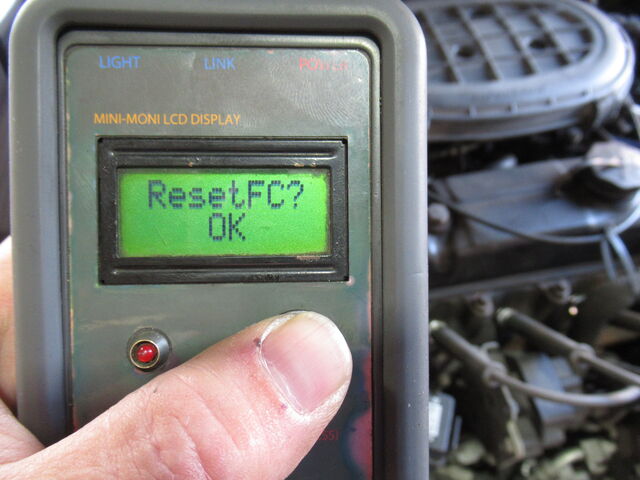 LIGHT LINK
MINI-MONI LCD DISPLAY
ResetFC?
OK